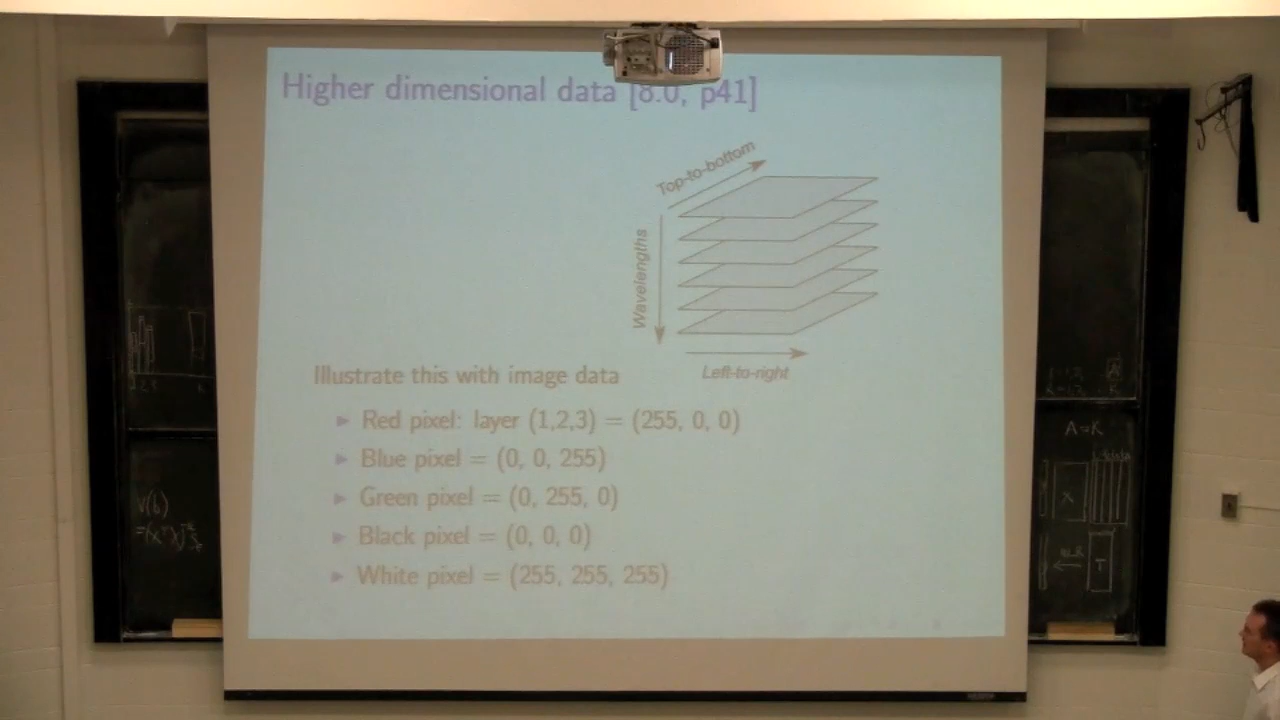 Higher dimensional data [8.0, p41]
Top-to-bottom
Wavelengths
Left-to-right
Illustrate this with image data
▶ Red pixel: layer (1,2,3) = (255, 0, 0)
▶ Blue pixel = (0, 0, 255)
▶ Green pixel = (0, 255, 0)
▶ Black pixel = (0, 0, 0)
▶ White pixel = (255, 255, 255)
A=K
X
T
V(b)